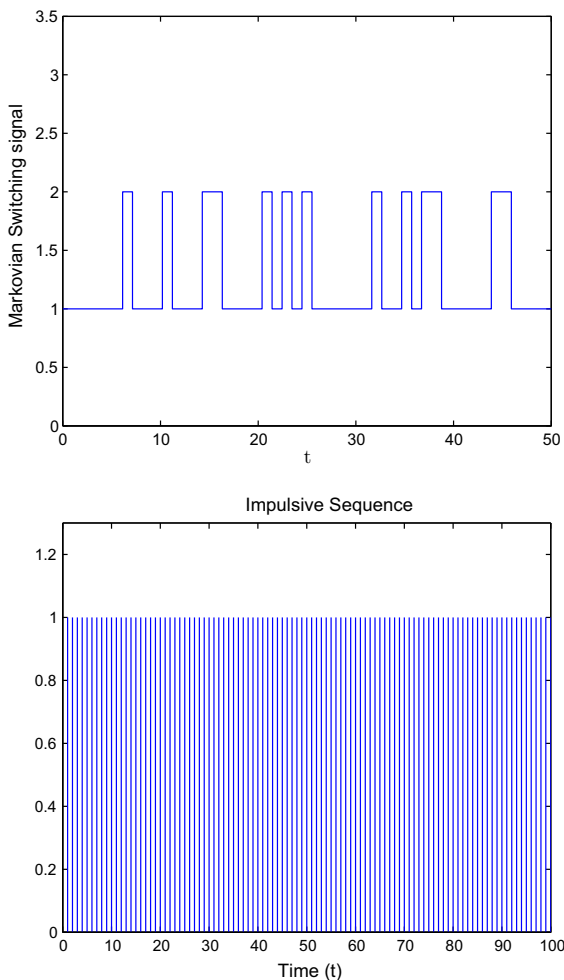 3.5
3
2.5
2
1.5
1
0.5
0
0 10 20 30 40 50
Markovian Switching signal
t
Impulsive Sequence
1.2
1
0.8
0.6
0.4
0.2
0
0 10 20 30 40 50 60 70 80 90 100
Time (t)